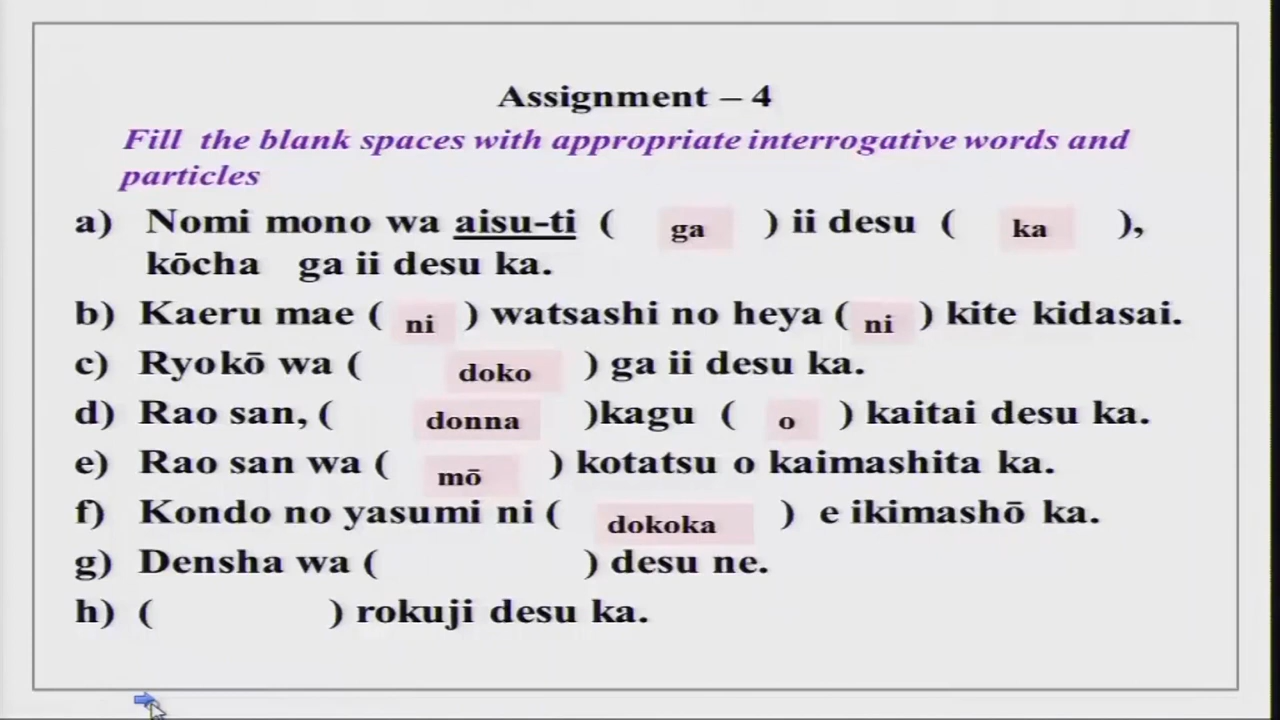 Assignment – 4
Fill the blank spaces with appropriate interrogative words and
particles
a) Nomi mono wa aisu-ti ( ga ) ii desu ( ka ),
kōcha ga ii desu ka.
b) Kaeru mae ( ni ) watsashi no heya ( ni ) kite kidasai.
c) Ryokō wa ( doko ) ga ii desu ka.
d) Rao san, ( donna )kagu ( o ) kaitai desu ka.
e) Rao san wa ( mō ) kotatsu o kaimashita ka.
f) Kondo no yasumi ni ( dokoka ) e ikimashō ka.
g) Densha wa ( ) desu ne.
h) ( ) rokuji desu ka.